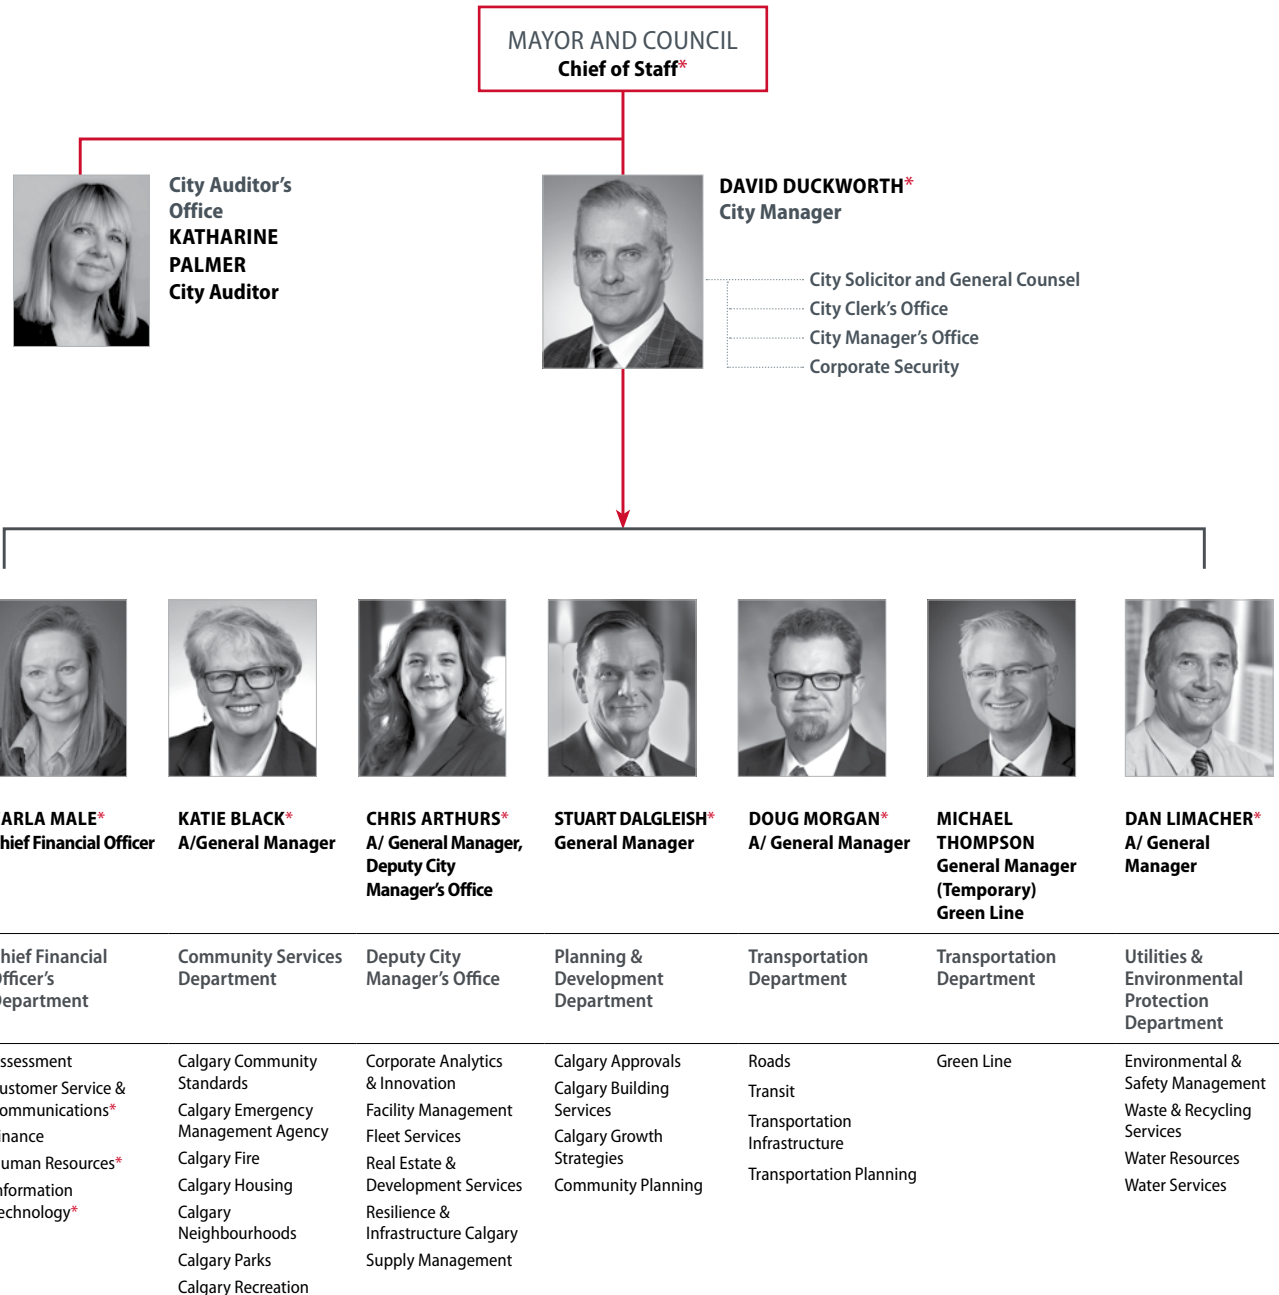 MAYOR AND COUNCIL
Chief of Staff*
City Auditor's
Office
KATHARINE
PALMER
City Auditor
DAVID DUCKWORTH*
City Manager
City Solicitor and General Counsel
City Clerk's Office
City Manager's Office
Corporate Security
ARLA MALE*
hief Financial Officer
KATIE BLACK*
A/General Manager
CHRIS ARTHURS*
A/ General Manager,
Deputy City
Manager's Office
STUART DALGLEISH*
General Manager
DOUG MORGAN*
A/ General Manager
MICHAEL
THOMPSON
General Manager
(Temporary)
Green Line
DAN LIMACHER*
A/ General
Manager
hief Financial
fficer's
epartment
Community Services
Department
Deputy City
Manager's Office
Planning &
Development
Department
Transportation
Department
Transportation
Department
Utilities &
Environmental
Protection
Department
ssessment
ustomer Service &
ommunications*
inance
uman Resources*
nformation
echnology*
Calgary Community
Standards
Calgary Emergency
Management Agency
Calgary Fire
Calgary Housing
Calgary
Neighbourhoods
Calgary Parks
Calgary Recreation
Corporate Analytics
& Innovation
Facility Management
Fleet Services
Real Estate &
Development Services
Resilience &
Infrastructure Calgary
Supply Management
Calgary Approvals
Calgary Building
Services
Calgary Growth
Strategies
Community Planning
Roads
Transit
Transportation
Infrastructure
Transportation Planning
Green Line
Environmental &
Safety Management
Waste & Recycling
Services
Water Resources
Water Services